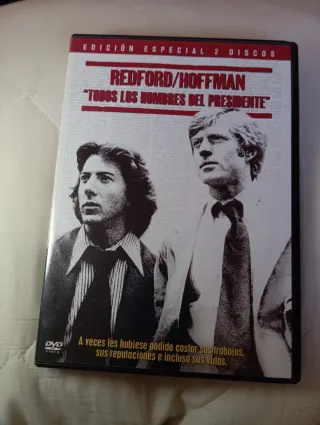 EDICIÓN ESPECIAL 2 DISCOS
REDFORD/HOFFMAN
"TODOS LOS HOMBRES DEL PRESIDENTE"
A veces les hubiese podido costar sus trabajos,
sus reputaciones e incluso sus vidas.
DVD
VIDEO